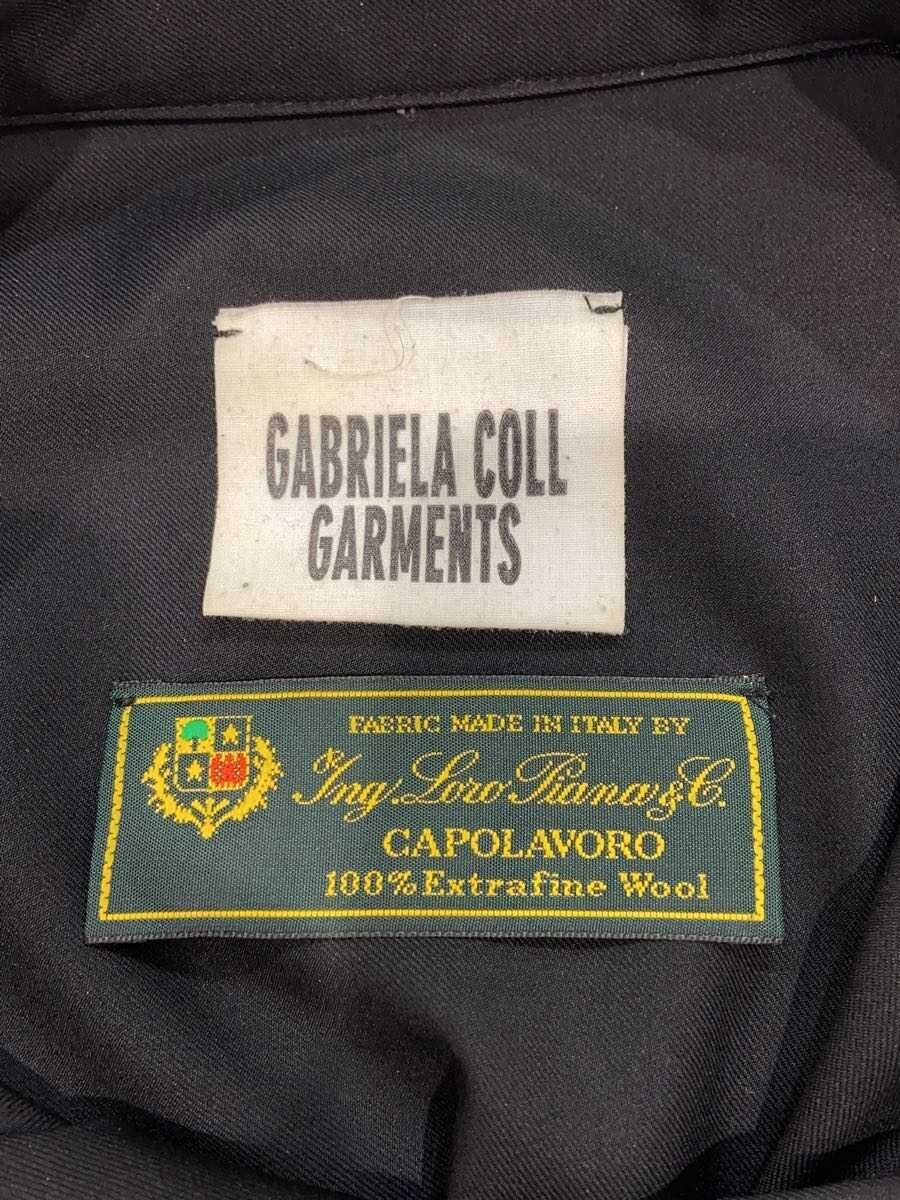 GABRIELA COLL
GARMENTS
FABRIC MADE IN ITALY BY
Ing. Loro Piana & C.
CAPOLAVORO
100% Extrafine Wool